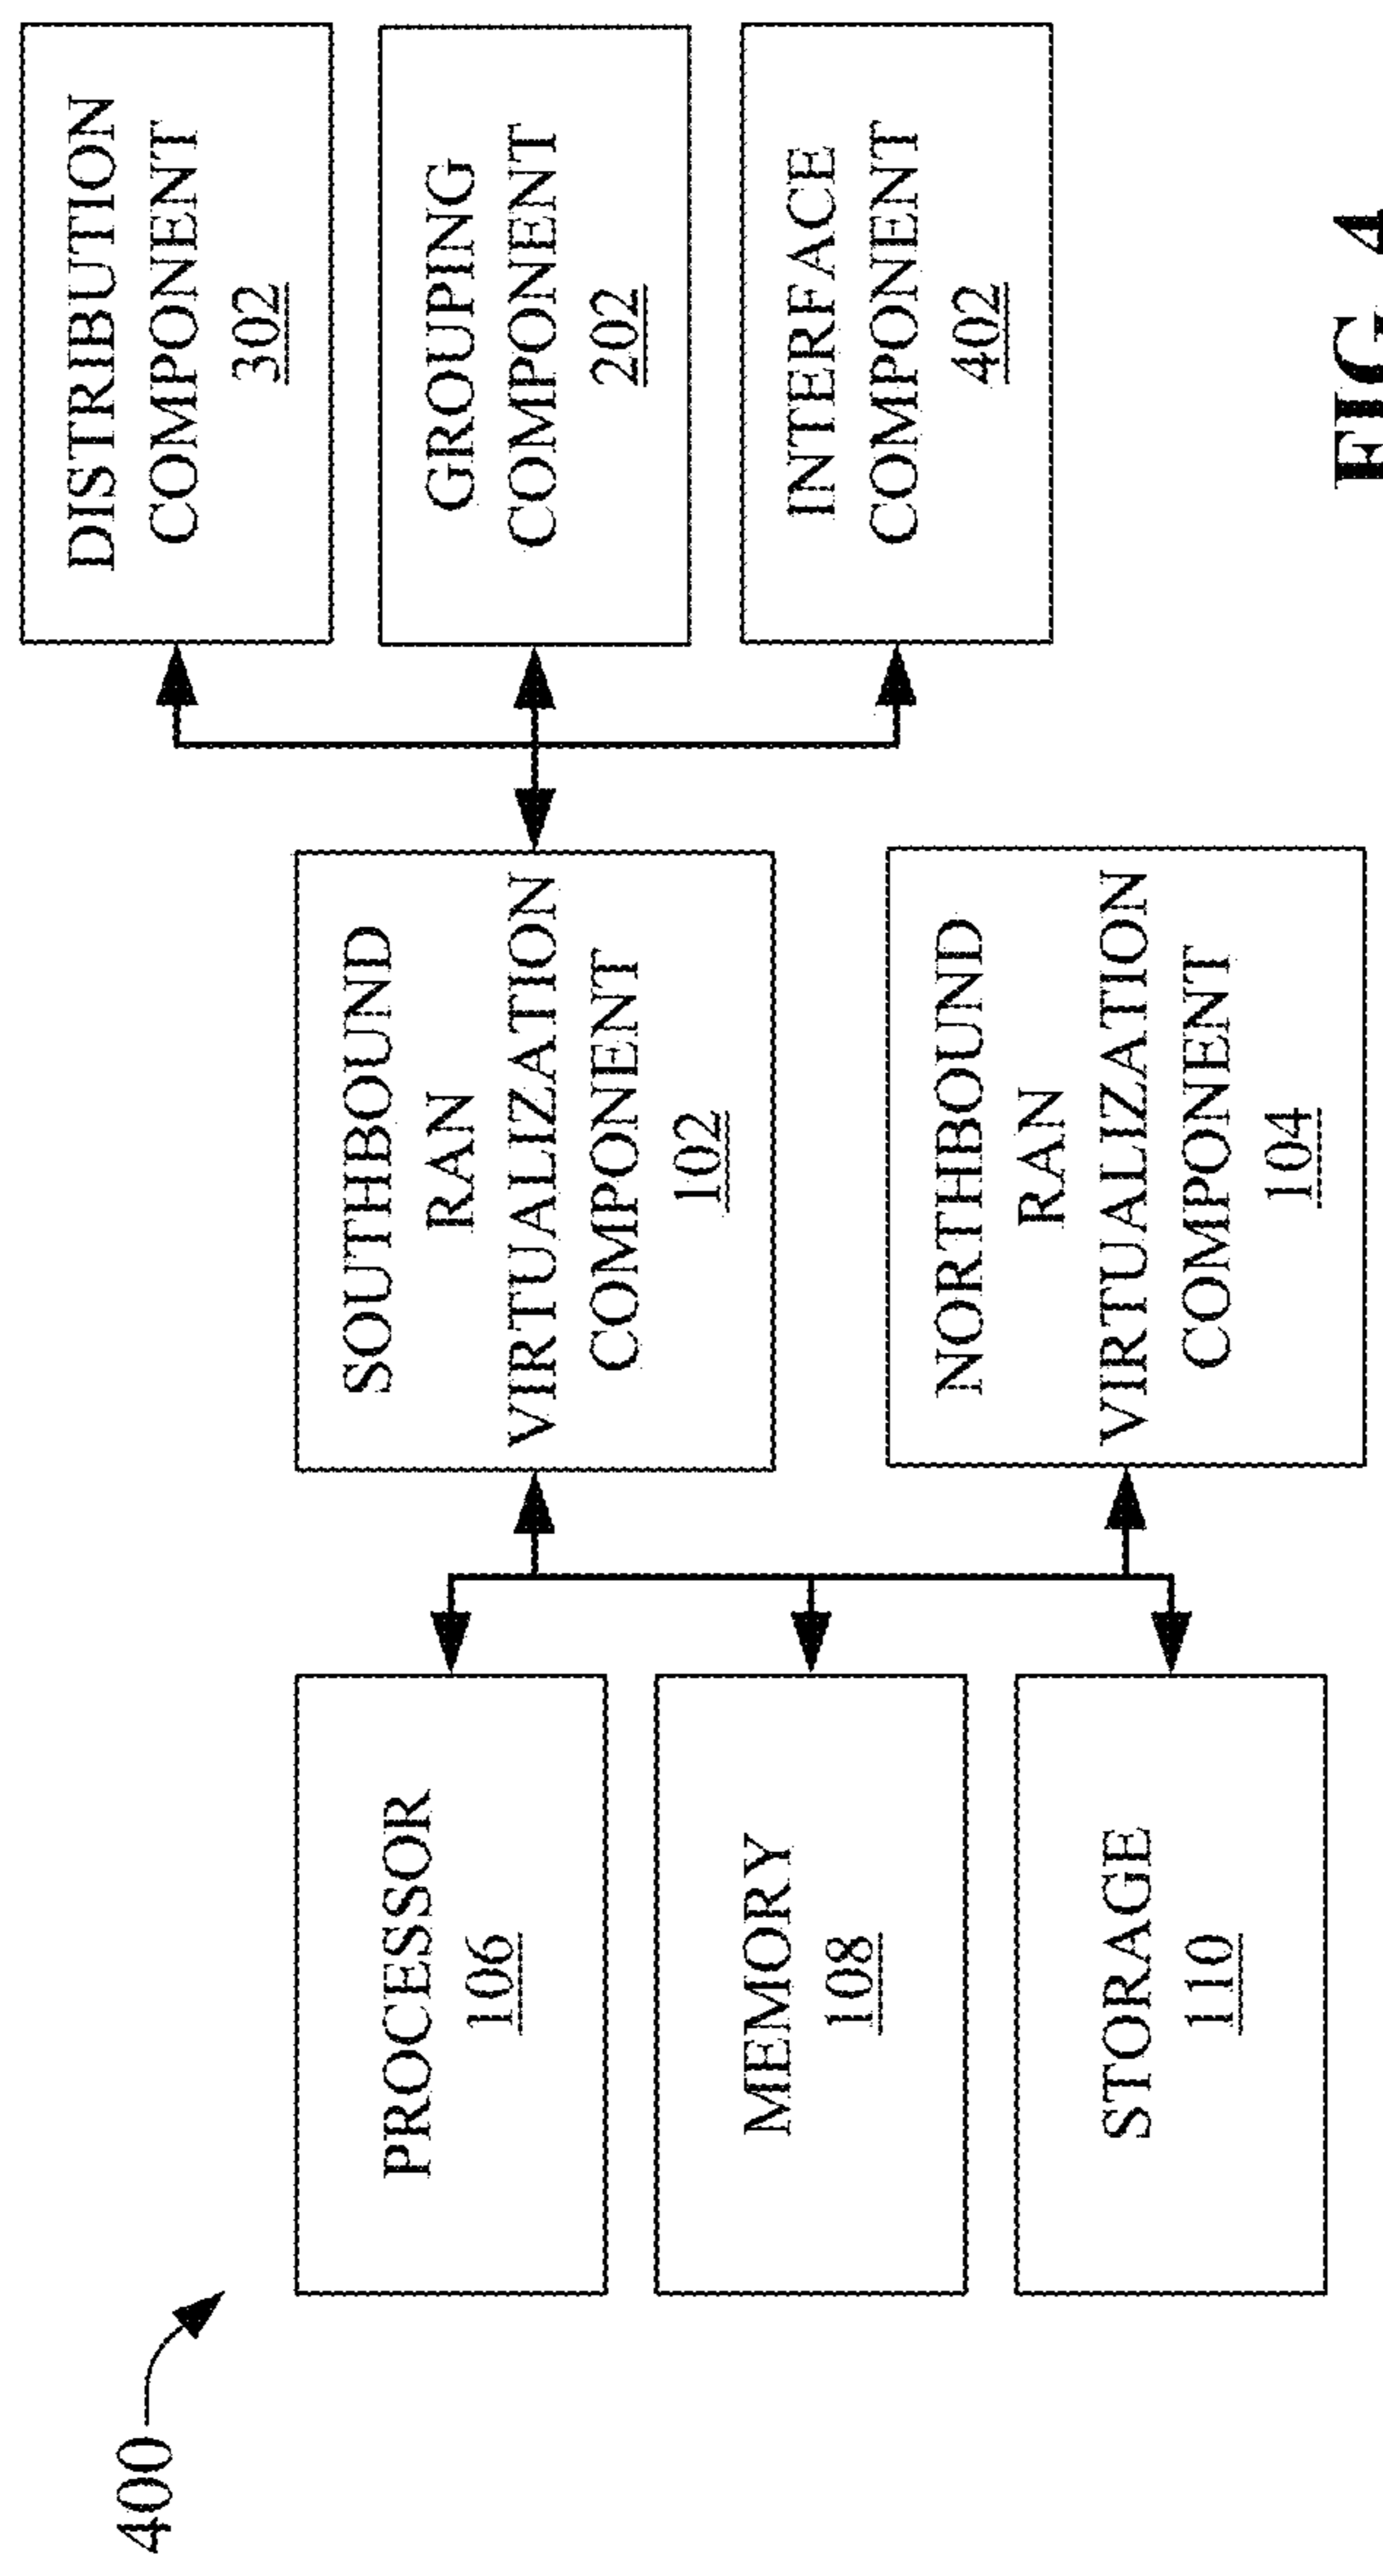 400
PROCESSOR
106
MEMORY
108
STORAGE
110
SOUTHBOUND
RAN
VIRTUALIZATION
COMPONENT
102
NORTHBOUND
RAN
VIRTUALIZATION
COMPONENT
104
DISTRIBUTION
COMPONENT
302
GROUPING
COMPONENT
202
INTERFACE
COMPONENT
402
FIG. 4